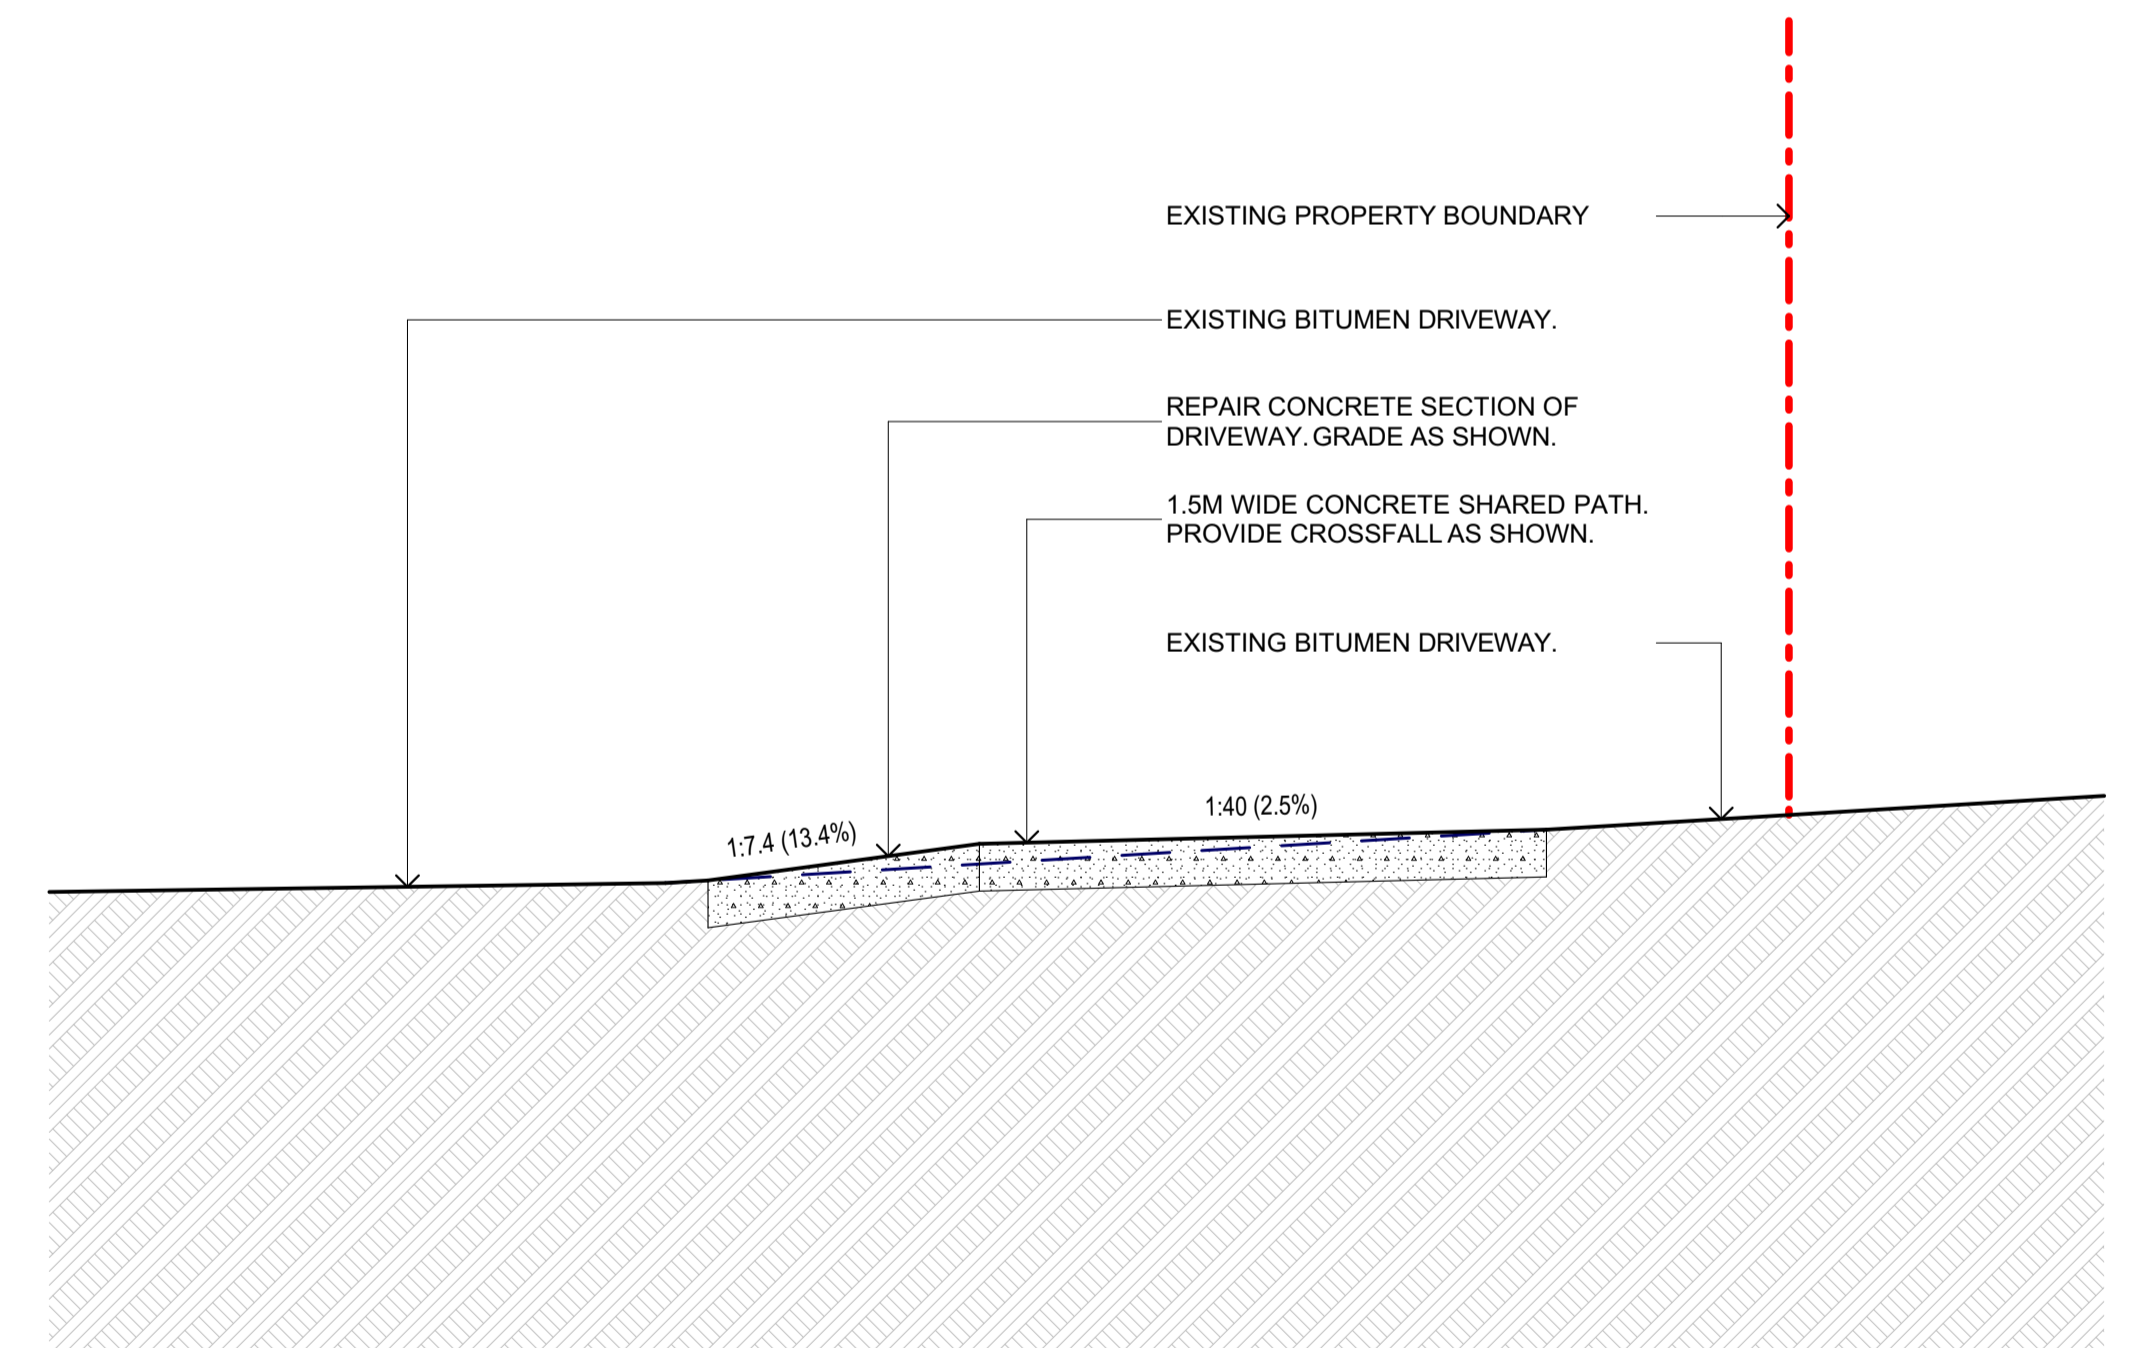 EXISTING PROPERTY BOUNDARY
EXISTING BITUMEN DRIVEWAY.
REPAIR CONCRETE SECTION OF
DRIVEWAY. GRADE AS SHOWN.
1.5M WIDE CONCRETE SHARED PATH.
PROVIDE CROSSFALL AS SHOWN.
EXISTING BITUMEN DRIVEWAY.
1:7.4 (13.4%)
1:40 (2.5%)